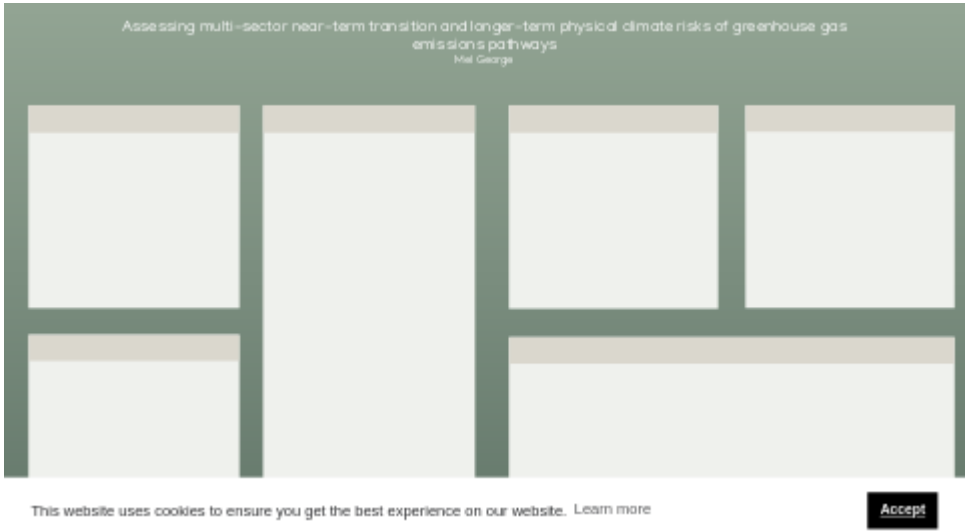 Assessing multi-sector near-term transition and longer-term physical climate risks of greenhouse gas
emissions pathways
Mel George
This website uses cookies to ensure you get the best experience on our website. Learn more
Accept